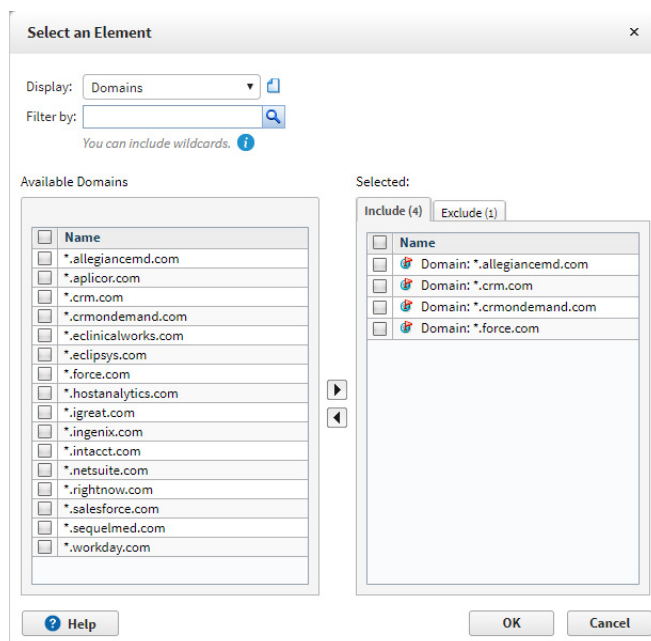 Select an Element
×
Display: Domains
Filter by:
You can include wildcards. i
Available Domains
Name
*.allegiancemd.com
*.aplicor.com
*.crm.com
*.crmondemand.com
*.eclinicalworks.com
*.eclipsys.com
*.force.com
*.hostanalytics.com
*.igreat.com
*.ingenix.com
*.intacct.com
*.netsuite.com
*.rightnow.com
*.salesforce.com
*.sequelmed.com
*.workday.com
Selected:
Include (4) Exclude (1)
Name
Domain: *.allegiancemd.com
Domain: *.crm.com
Domain: *.crmondemand.com
Domain: *.force.com
? Help
OK
Cancel